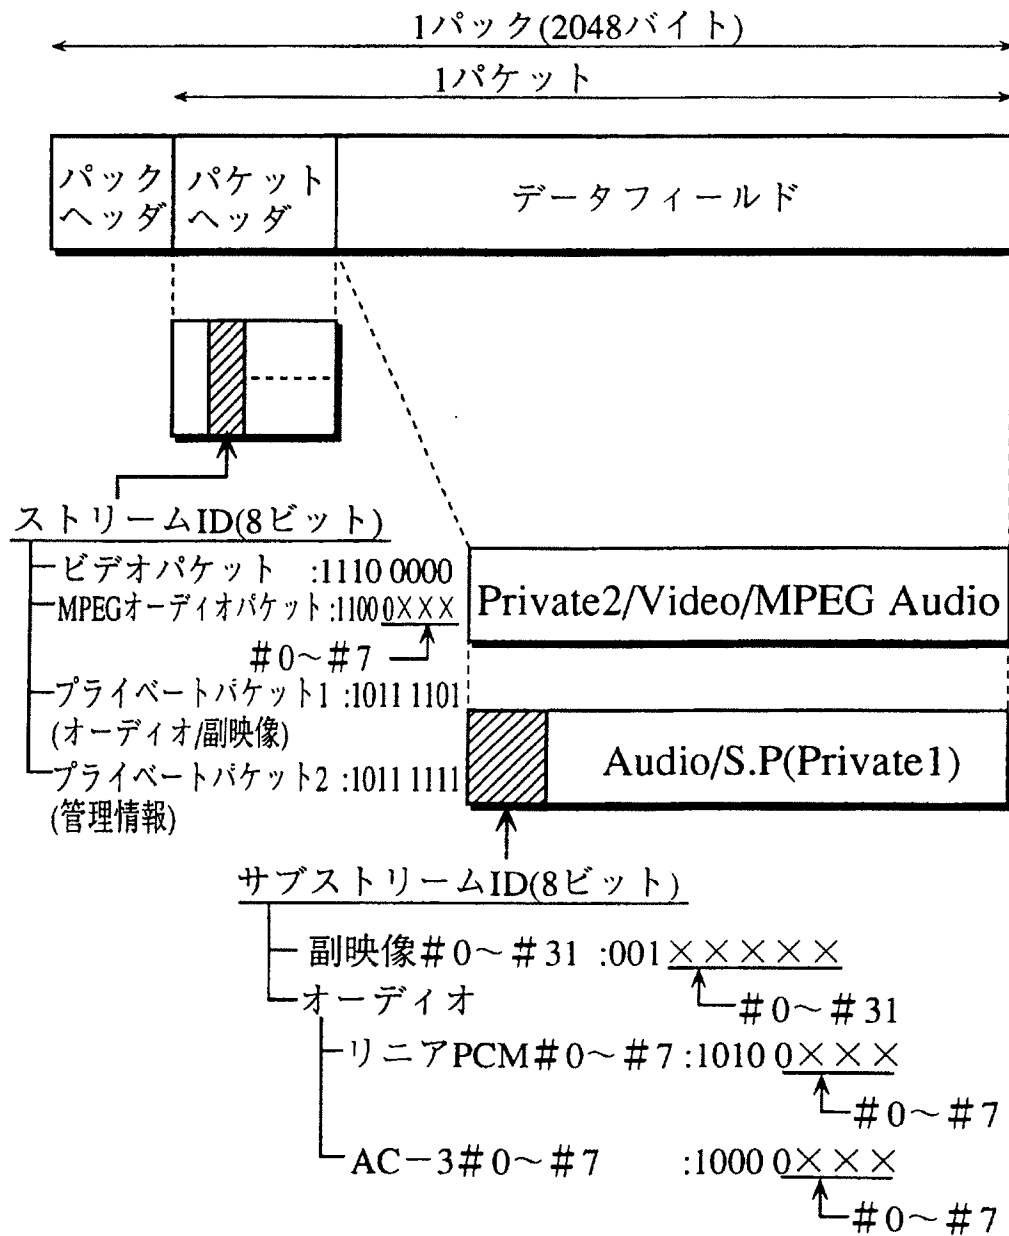 1パック(2048バイト)
1パケット
パック
ヘッダ
パケット
ヘッダ
データフィールド
ストリームID(8ビット)
ビデオパケット :1110 0000
MPEGオーディオパケット:1100 0×××
#0～#7
プライベートパケット1 :1011 1101
(オーディオ/副映像)
プライベートパケット2 :1011 1111
(管理情報)
Private2/Video/MPEG Audio
Audio/S.P(Private1)
サブストリームID(8ビット)
副映像#0～#31 :001×××××
#0～#31
オーディオ
リニアPCM#0～#7 :1010 0×××
#0～#7
AC-3#0～#7 :1000 0×××
#0～#7